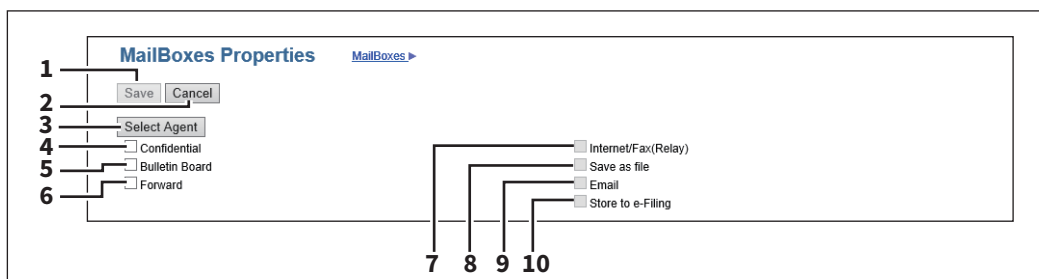 MailBoxes Properties MailBoxes ▶
1
Save Cancel
2
3 Select Agent
4 Confidential Internet/Fax(Relay)
5 Bulletin Board Save as file
6 Forward Email
Store to e-Filing
7 8 9 10